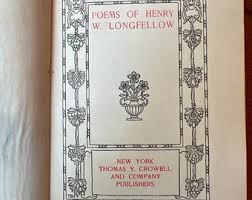 POEMS OF HENRY
W. LONGFELLOW
NEW YORK
THOMAS Y. CROWELL
AND COMPANY
PUBLISHERS